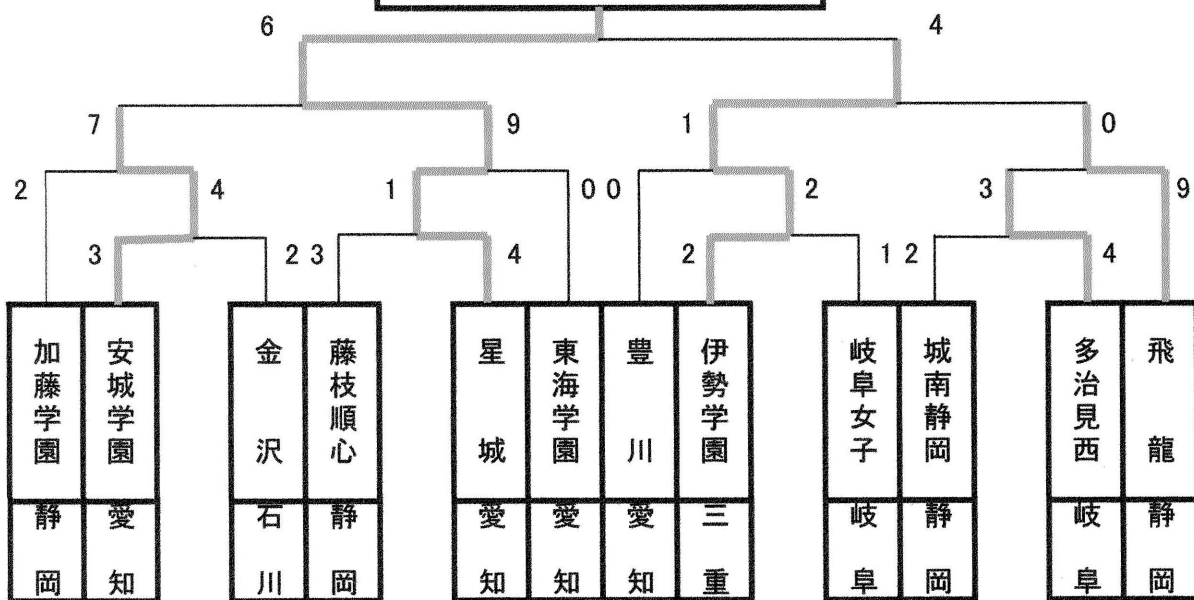 6 4
7 9 1 0
2 4 1 0 0 2 3 9
3 2 3 4 2 1 2 4
加藤学園
安城学園
金沢
藤枝順心
星城
東海学園
豊川
伊勢学園
岐阜女子
城南静岡
多治見西
飛龍
静岡
愛知
石川
静岡
愛知
愛知
愛知
三重
岐阜
静岡
岐阜
静岡